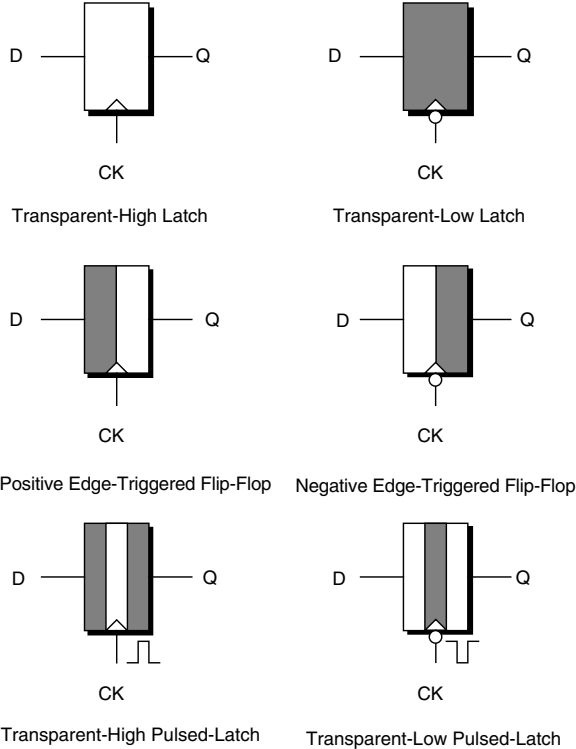 D Q D Q
CK CK
Transparent-High Latch Transparent-Low Latch
D Q D Q
CK CK
Positive Edge-Triggered Flip-Flop Negative Edge-Triggered Flip-Flop
D Q D Q
CK CK
Transparent-High Pulsed-Latch Transparent-Low Pulsed-Latch